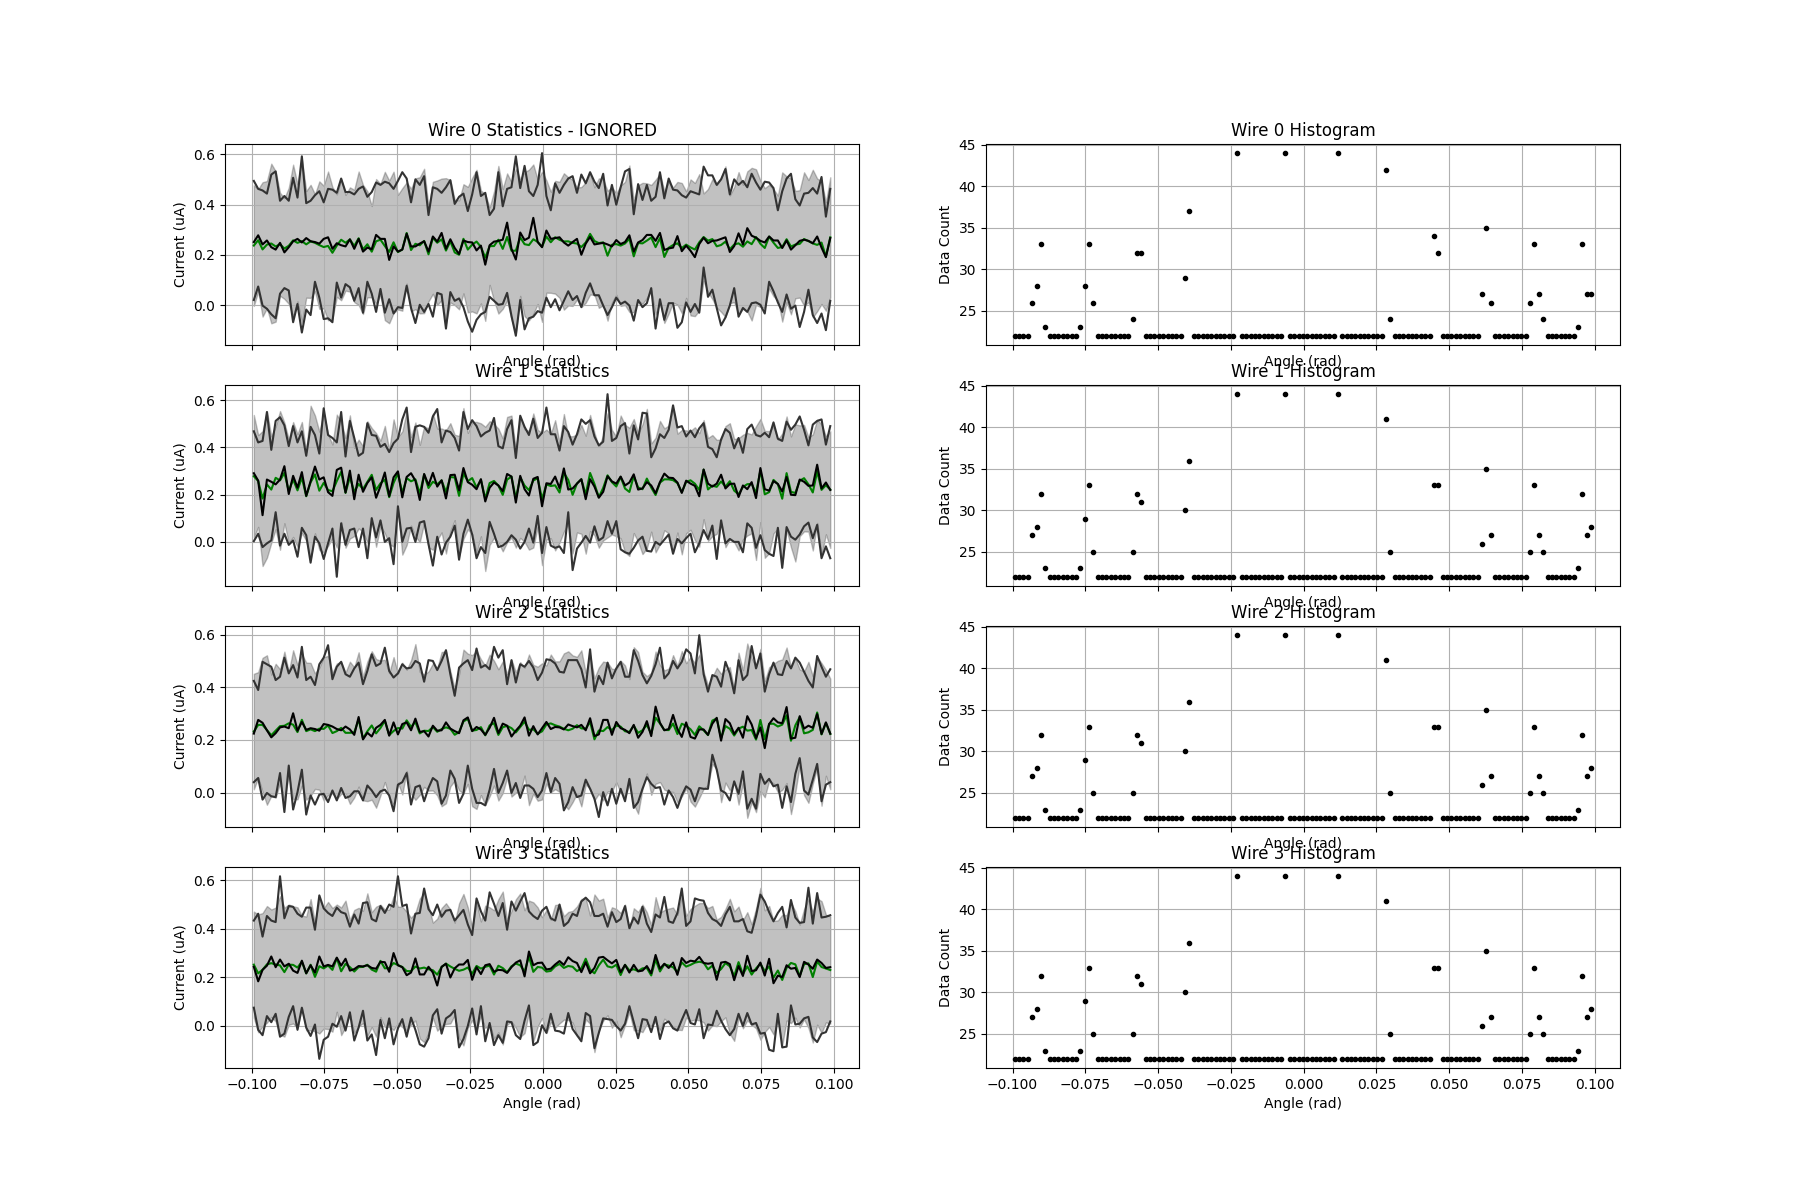 Wire 0 Statistics - IGNORED
0.6
0.4
0.2
0.0
Current (uA)
Angle (rad)
Wire 0 Histogram
45
40
35
30
25
Data Count
Angle (rad)
Wire 1 Statistics
0.6
0.4
0.2
0.0
Current (uA)
Angle (rad)
Wire 1 Histogram
45
40
35
30
25
Data Count
Angle (rad)
Wire 2 Statistics
0.6
0.4
0.2
0.0
Current (uA)
Angle (rad)
Wire 2 Histogram
45
40
35
30
25
Data Count
Angle (rad)
Wire 3 Statistics
0.6
0.4
0.2
0.0
Current (uA)
−0.100 −0.075 −0.050 −0.025 0.000 0.025 0.050 0.075 0.100
Angle (rad)
Wire 3 Histogram
45
40
35
30
25
Data Count
−0.100 −0.075 −0.050 −0.025 0.000 0.025 0.050 0.075 0.100
Angle (rad)